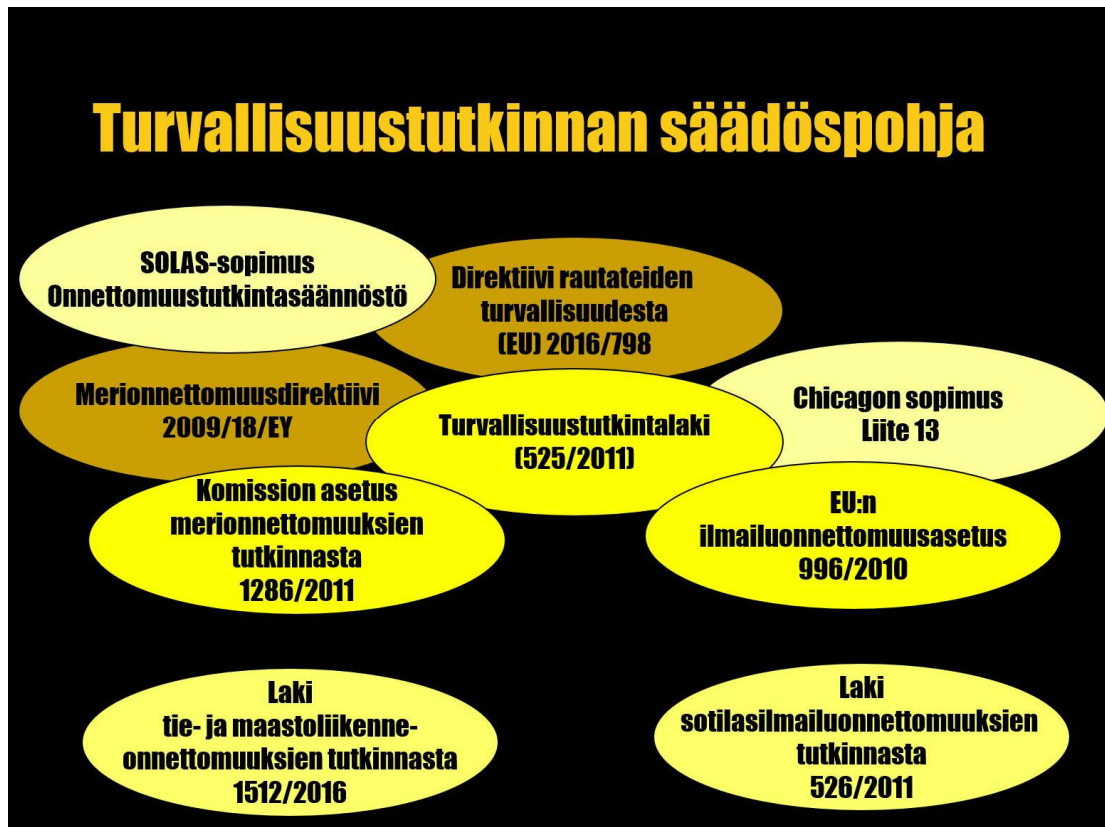 Turvallisuustutkinnan säädöspohja
SOLAS-sopimus
Onnettomuustutkintasäännöstö
Direktiivi rautateiden
turvallisuudesta
(EU) 2016/798
Merionnettomuusdirektiivi
2009/18/EY
Turvallisuustutkintalaki
(525/2011)
Chicagon sopimus
Liite 13
Komission asetus
merionnettomuuksien
tutkinnasta
1286/2011
EU:n
ilmailuonnettomuusasetus
996/2010
Laki
tie- ja maastoliikenne-
onnettomuuksien tutkinnasta
1512/2016
Laki
sotilasilmailuonnettomuuksien
tutkinnasta
526/2011